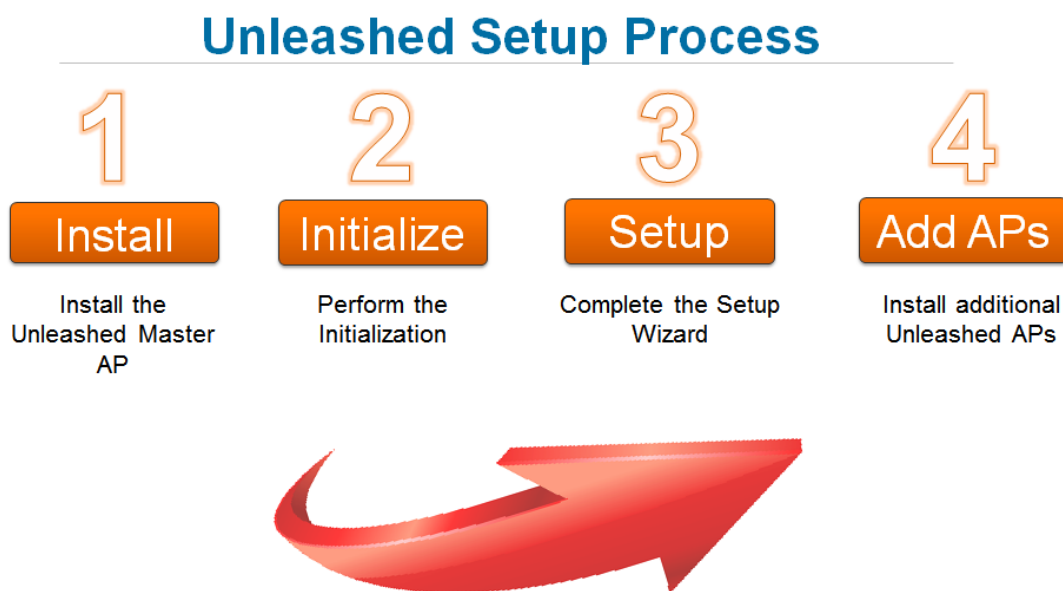 Unleashed Setup Process
1
Install
Install the
Unleashed Master
AP
2
Initialize
Perform the
Initialization
3
Setup
Complete the Setup
Wizard
4
Add APs
Install additional
Unleashed APs